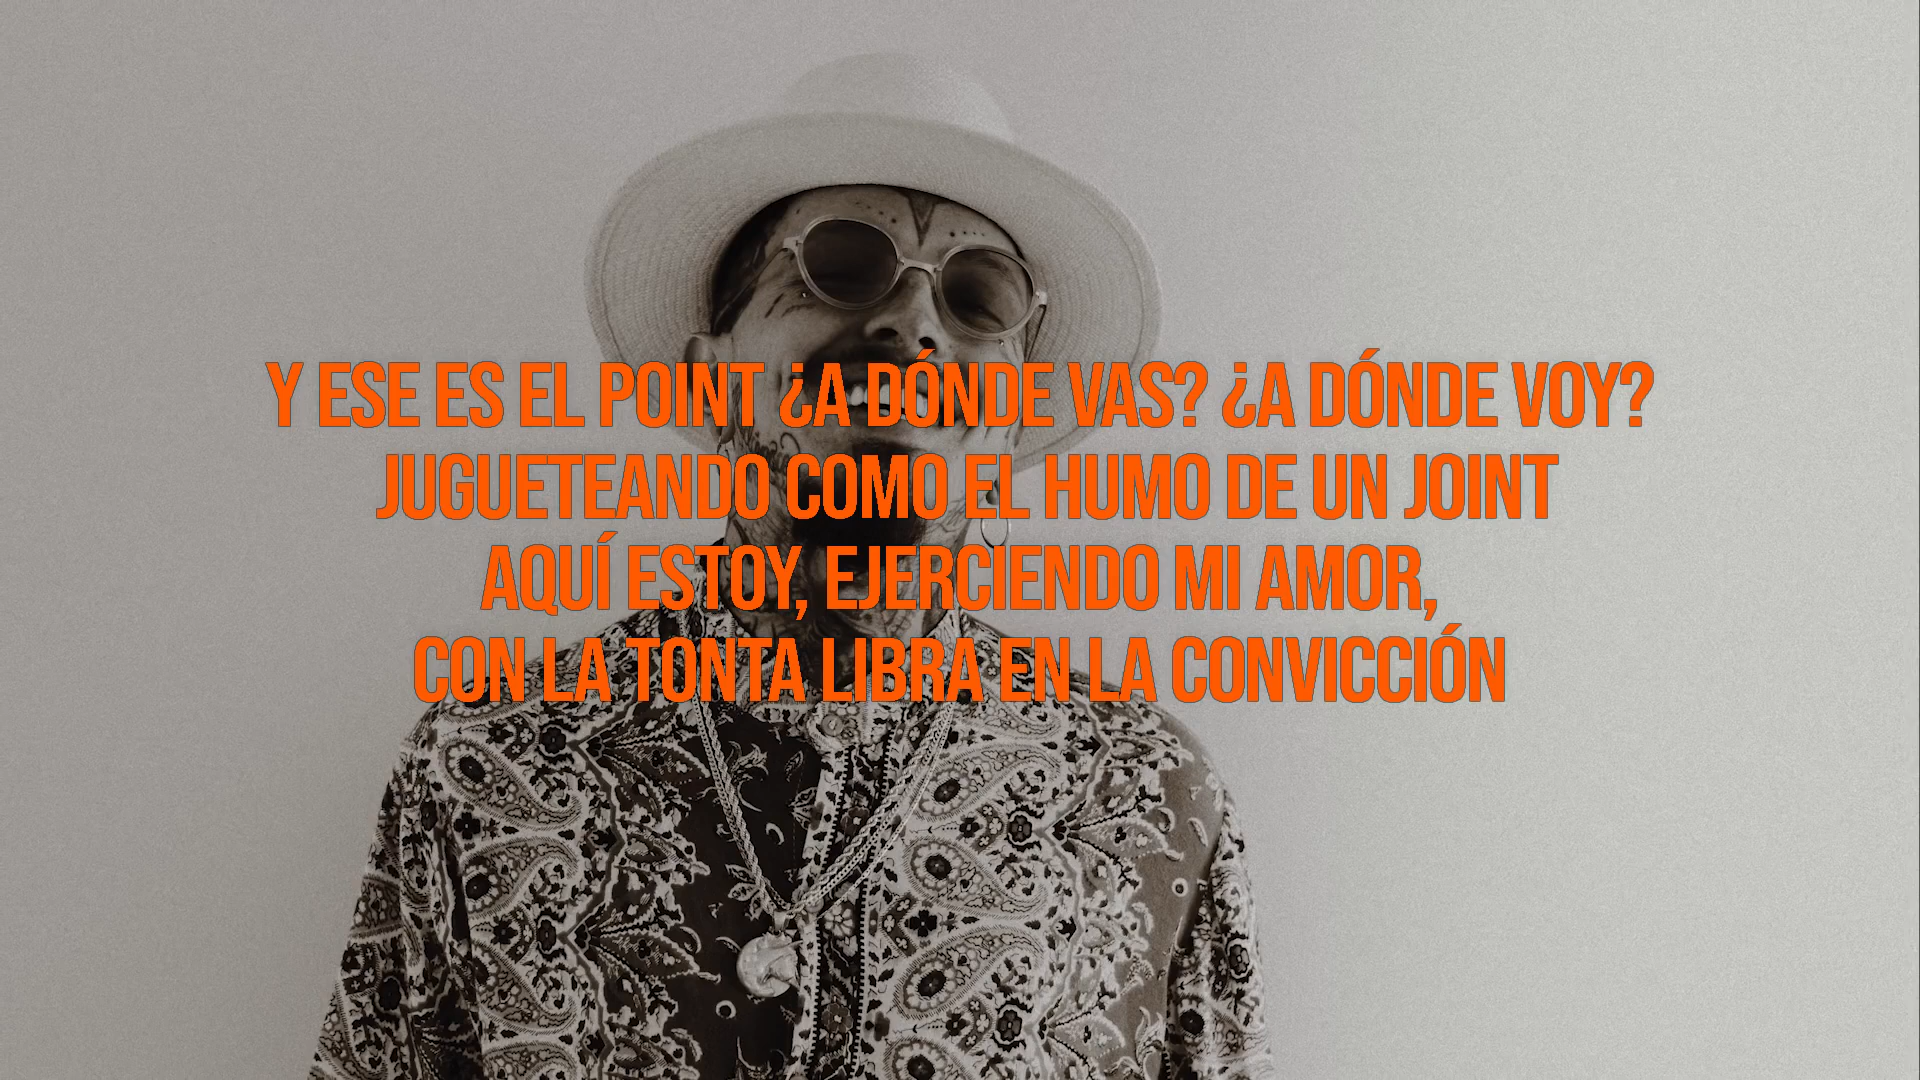 Y ESE ES EL POINT ¿A DÓNDE VAS? ¿A DÓNDE VOY?
JUGUETEANDO COMO EL HUMO DE UN JOINT
AQUÍ ESTOY, EJERCIENDO MI AMOR,
CON LA TONTA LIBRA EN LA CONVICCIÓN